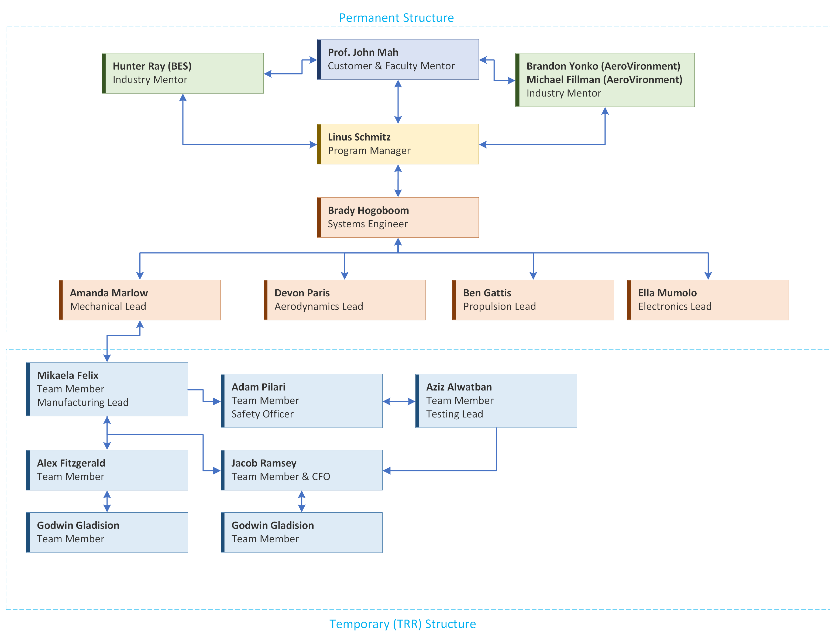 Permanent Structure
Prof. John Mah
Customer & Faculty Mentor
Hunter Ray (BES)
Industry Mentor
Brandon Yonko (AeroVironment)
Michael Fillman (AeroVironment)
Industry Mentor
Linus Schmitz
Program Manager
Brady Hogoboom
Systems Engineer
Amanda Marlow
Mechanical Lead
Devon Paris
Aerodynamics Lead
Ben Gattis
Propulsion Lead
Ella Mumolo
Electronics Lead
Mikaela Felix
Team Member
Manufacturing Lead
Adam Pilari
Team Member
Safety Officer
Aziz Alwatban
Team Member
Testing Lead
Alex Fitzgerald
Team Member
Jacob Ramsey
Team Member & CFO
Godwin Gladision
Team Member
Godwin Gladision
Team Member
Temporary (TRR) Structure